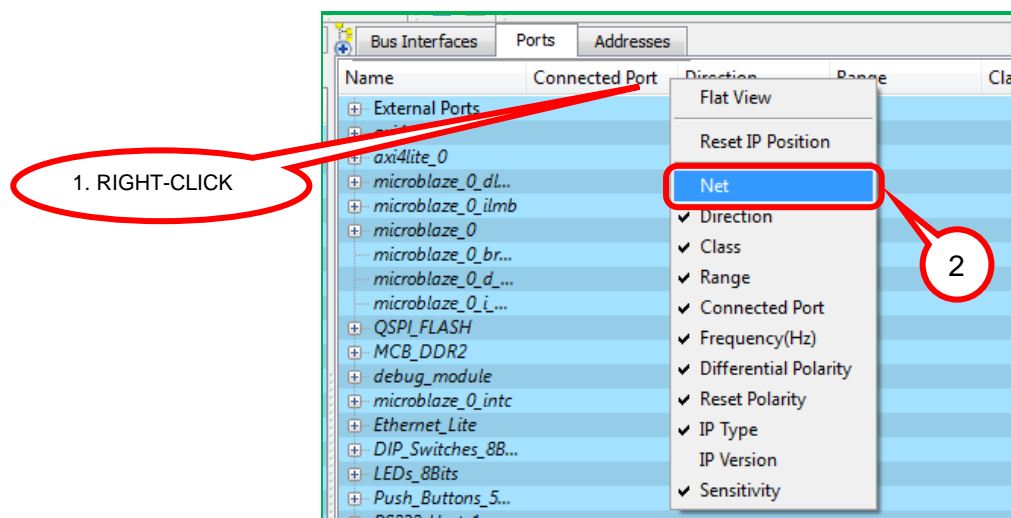 Bus Interfaces Ports Addresses
Name Connected Port Direction Range Cla
External Ports
axi4lite_0
microblaze_0_dl...
microblaze_0_ilmb
microblaze_0
microblaze_0_br...
microblaze_0_d_...
microblaze_0_i_...
QSPI_FLASH
MCB_DDR2
debug_module
microblaze_0_intc
Ethernet_Lite
DIP_Switches_8B...
LEDs_8Bits
Push_Buttons_5...
1. RIGHT-CLICK
Flat View
Reset IP Position
Net
Direction
Class
Range
Connected Port
Frequency(Hz)
Differential Polarity
Reset Polarity
IP Type
IP Version
Sensitivity
2